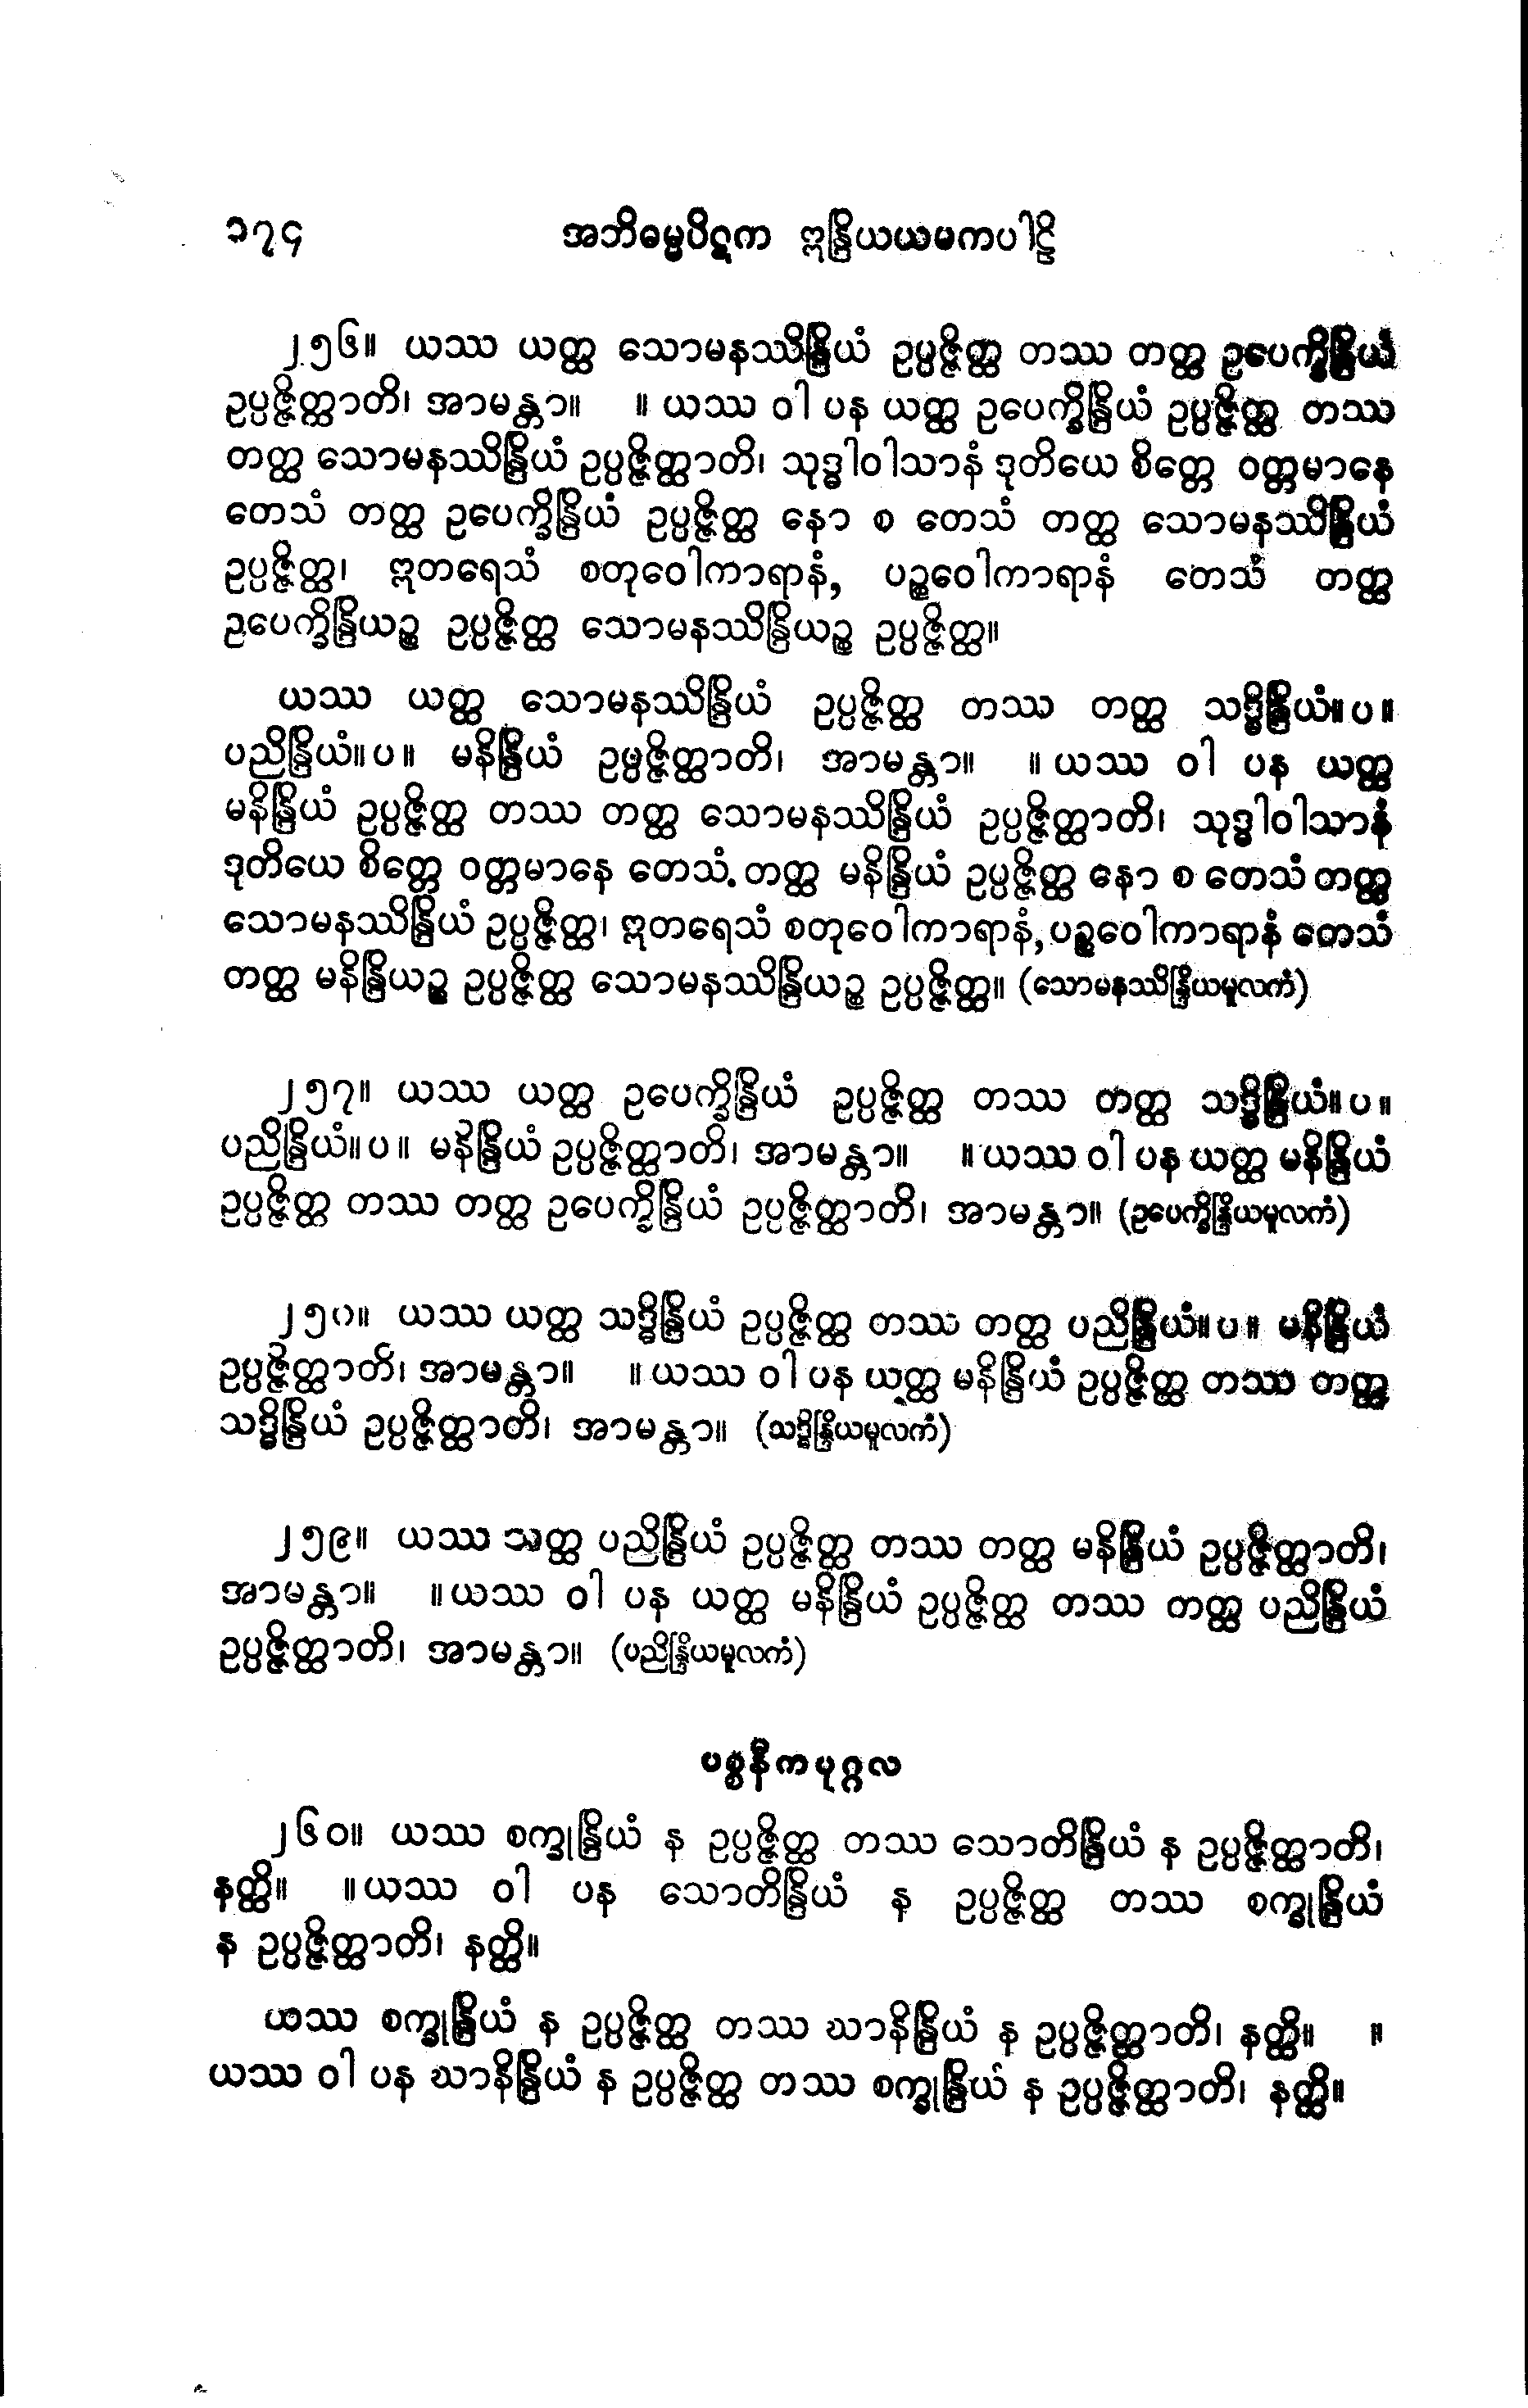 ၁၇၄ အဘိဓမ္မပိဋက ဣန္ဒြိယယမကပါဠိ
၂၅၆။ ယဿ ယတ္ထ သောမနဿိန္ဒြိယံ ဥပ္ပဇ္ဇိတ္ထ တဿ တတ္ထ ဥပေက္ခိန္ဒြိယံ
ဥပ္ပဇ္ဇိတ္ထာတိ၊ အာမန္တာ။ ။ ယဿ ဝါ ပန ယတ္ထ ဥပေက္ခိန္ဒြိယံ ဥပ္ပဇ္ဇိတ္ထ တဿ
တတ္ထ သောမနဿိန္ဒြိယံ ဥပ္ပဇ္ဇိတ္ထာတိ၊ သုဒ္ဓါဝါသာနံ ဒုတိယေ စိတ္တေ ဝတ္တမာနေ
တေသံ တတ္ထ ဥပေက္ခိန္ဒြိယံ ဥပ္ပဇ္ဇိတ္ထ နော စ တေသံ တတ္ထ သောမနဿိန္ဒြိယံ
ဥပ္ပဇ္ဇိတ္ထ၊ ဣတရေသံ စတုဝေါကာရာနံ, ပဉ္စဝေါကာရာနံ တေသံ တတ္ထ
ဥပေက္ခိန္ဒြိယဉ္စ ဥပ္ပဇ္ဇိတ္ထ သောမနဿိန္ဒြိယဉ္စ ဥပ္ပဇ္ဇိတ္ထ။
ယဿ ယတ္ထ သောမနဿိန္ဒြိယံ ဥပ္ပဇ္ဇိတ္ထ တဿ တတ္ထ သဒ္ဓိန္ဒြိယံ။ပ။
ပညိန္ဒြိယံ။ပ။ မနိန္ဒြိယံ ဥပ္ပဇ္ဇိတ္ထာတိ၊ အာမန္တာ။ ။ ယဿ ဝါ ပန ယတ္ထ
မနိန္ဒြိယံ ဥပ္ပဇ္ဇိတ္ထ တဿ တတ္ထ သောမနဿိန္ဒြိယံ ဥပ္ပဇ္ဇိတ္ထာတိ၊ သုဒ္ဓါဝါသာနံ
ဒုတိယေ စိတ္တေ ဝတ္တမာနေ တေသံ တတ္ထ မနိန္ဒြိယံ ဥပ္ပဇ္ဇိတ္ထ နော စ တေသံ တတ္ထ
သောမနဿိန္ဒြိယံ ဥပ္ပဇ္ဇိတ္ထ၊ ဣတရေသံ စတုဝေါကာရာနံ, ပဉ္စဝေါကာရာနံ တေသံ
တတ္ထ မနိန္ဒြိယဉ္စ ဥပ္ပဇ္ဇိတ္ထ သောမနဿိန္ဒြိယဉ္စ ဥပ္ပဇ္ဇိတ္ထ။ (သောမနဿိန္ဒြိယမူလကံ)
၂၅၇။ ယဿ ယတ္ထ ဥပေက္ခိန္ဒြိယံ ဥပ္ပဇ္ဇိတ္ထ တဿ တတ္ထ သဒ္ဓိန္ဒြိယံ။ပ။
ပညိန္ဒြိယံ။ပ။ မနိန္ဒြိယံ ဥပ္ပဇ္ဇိတ္ထာတိ၊ အာမန္တာ။ ။ ယဿ ဝါ ပန ယတ္ထ မနိန္ဒြိယံ
ဥပ္ပဇ္ဇိတ္ထ တဿ တတ္ထ ဥပေက္ခိန္ဒြိယံ ဥပ္ပဇ္ဇိတ္ထာတိ၊ အာမန္တာ။ (ဥပေက္ခိန္ဒြိယမူလကံ)
၂၅၈။ ယဿ ယတ္ထ သဒ္ဓိန္ဒြိယံ ဥပ္ပဇ္ဇိတ္ထ တဿ တတ္ထ ပညိန္ဒြိယံ။ပ။ မနိန္ဒြိယံ
ဥပ္ပဇ္ဇိတ္ထာတိ၊ အာမန္တာ။ ။ ယဿ ဝါ ပန ယတ္ထ မနိန္ဒြိယံ ဥပ္ပဇ္ဇိတ္ထ တဿ တတ္ထ
သဒ္ဓိန္ဒြိယံ ဥပ္ပဇ္ဇိတ္ထာတိ၊ အာမန္တာ။ (သဒ္ဓိန္ဒြိယမူလကံ)
၂၅၉။ ယဿ ယတ္ထ ပညိန္ဒြိယံ ဥပ္ပဇ္ဇိတ္ထ တဿ တတ္ထ မနိန္ဒြိယံ ဥပ္ပဇ္ဇိတ္ထာတိ၊
အာမန္တာ။ ။ ယဿ ဝါ ပန ယတ္ထ မနိန္ဒြိယံ ဥပ္ပဇ္ဇိတ္ထ တဿ တတ္ထ ပညိန္ဒြိယံ
ဥပ္ပဇ္ဇိတ္ထာတိ၊ အာမန္တာ။ (ပညိန္ဒြိယမူလကံ)
ပစ္စနီကပုဂ္ဂလ
၂၆၀။ ယဿ စက္ခုန္ဒြိယံ န ဥပ္ပဇ္ဇိတ္ထ တဿ သောတိန္ဒြိယံ န ဥပ္ပဇ္ဇိတ္ထာတိ၊
နတ္ထိ။ ။ ယဿ ဝါ ပန သောတိန္ဒြိယံ န ဥပ္ပဇ္ဇိတ္ထ တဿ စက္ခုန္ဒြိယံ
န ဥပ္ပဇ္ဇိတ္ထာတိ၊ နတ္ထိ။
ယဿ စက္ခုန္ဒြိယံ န ဥပ္ပဇ္ဇိတ္ထ တဿ ဃာနိန္ဒြိယံ န ဥပ္ပဇ္ဇိတ္ထာတိ၊ နတ္ထိ။ ။
ယဿ ဝါ ပန ဃာနိန္ဒြိယံ န ဥပ္ပဇ္ဇိတ္ထ တဿ စက္ခုန္ဒြိယံ န ဥပ္ပဇ္ဇိတ္ထာတိ၊ နတ္ထိ။